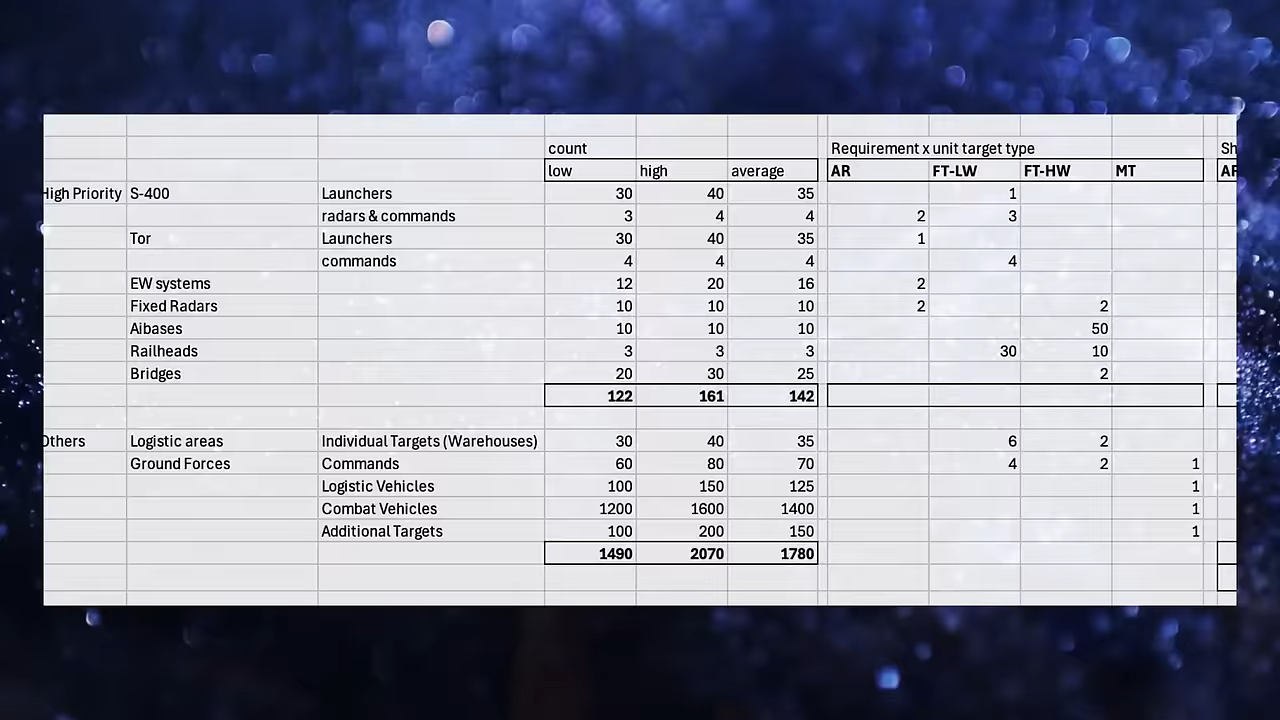 count Requirement x unit target type Sh
low high average AR FT-LW FT-HW MT AR
High Priority S-400 Launchers 30 40 35 1
radars & commands 3 4 4 2 3
Tor Launchers 30 40 35 1
commands 4 4 4 4
EW systems 12 20 16 2
Fixed Radars 10 10 10 2 2
Aibases 10 10 10 50
Railheads 3 3 3 30 10
Bridges 20 30 25 2
122 161 142
Others Logistic areas Individual Targets (Warehouses) 30 40 35 6 2
Ground Forces Commands 60 80 70 4 2 1
Logistic Vehicles 100 150 125 1
Combat Vehicles 1200 1600 1400 1
Additional Targets 100 200 150 1
1490 2070 1780